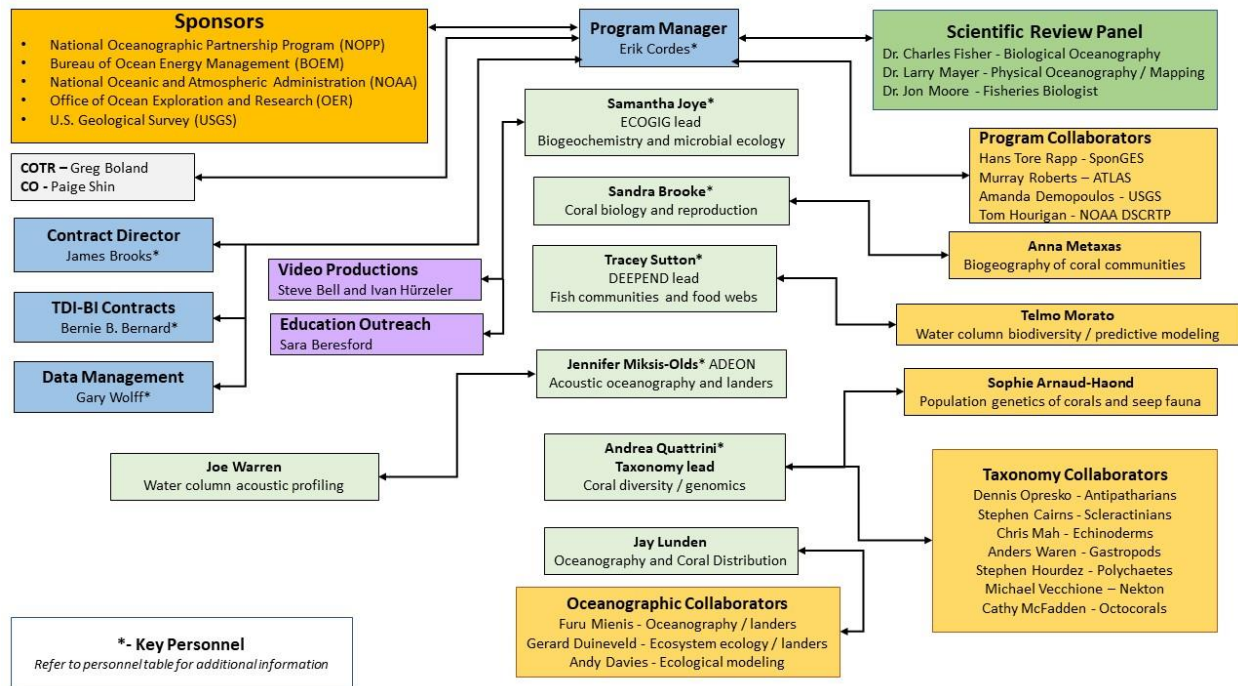 Sponsors
• National Oceanographic Partnership Program (NOPP)
• Bureau of Ocean Energy Management (BOEM)
• National Oceanic and Atmospheric Administration (NOAA)
• Office of Ocean Exploration and Research (OER)
• U.S. Geological Survey (USGS)
Program Manager
Erik Cordes*
Scientific Review Panel
Dr. Charles Fisher - Biological Oceanography
Dr. Larry Mayer - Physical Oceanography / Mapping
Dr. Jon Moore - Fisheries Biologist
Samantha Joye*
ECOGIG lead
Biogeochemistry and microbial ecology
Program Collaborators
Hans Tore Rapp - SponGES
Murray Roberts – ATLAS
Amanda Demopoulos - USGS
Tom Hourigan - NOAA DSCRTP
COTR – Greg Boland
CO - Paige Shin
Sandra Brooke*
Coral biology and reproduction
Contract Director
James Brooks*
Anna Metaxas
Biogeography of coral communities
Video Productions
Steve Bell and Ivan Hürzeler
Tracey Sutton*
DEEPEND lead
Fish communities and food webs
TDI-BI Contracts
Bernie B. Bernard*
Education Outreach
Sara Beresford
Telmo Morato
Water column biodiversity / predictive modeling
Data Management
Gary Wolff*
Jennifer Miksis-Olds* ADEON
Acoustic oceanography and landers
Sophie Arnaud-Haond
Population genetics of corals and seep fauna
Joe Warren
Water column acoustic profiling
Andrea Quattrini*
Taxonomy lead
Coral diversity / genomics
Taxonomy Collaborators
Dennis Opresko - Antipatharians
Stephen Cairns - Scleractinians
Chris Mah - Echinoderms
Anders Waren - Gastropods
Stephen Hourdez - Polychaetes
Michael Vecchione – Nekton
Cathy McFadden - Octocorals
Jay Lunden
Oceanography and Coral Distribution
Oceanographic Collaborators
Furu Mienis - Oceanography / landers
Gerard Duineveld - Ecosystem ecology / landers
Andy Davies - Ecological modeling
*- Key Personnel
Refer to personnel table for additional information